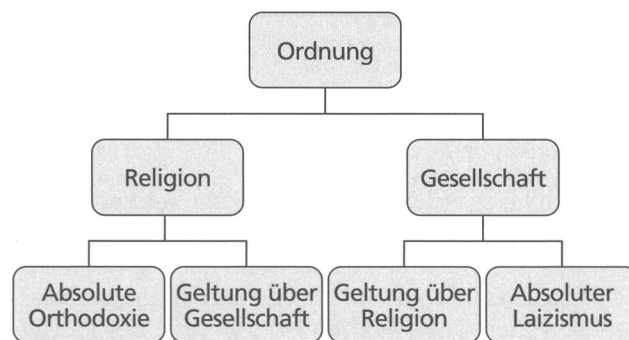 Ordnung
Religion
Gesellschaft
Absolute
Orthodoxie
Geltung über
Gesellschaft
Geltung über
Religion
Absoluter
Laizismus